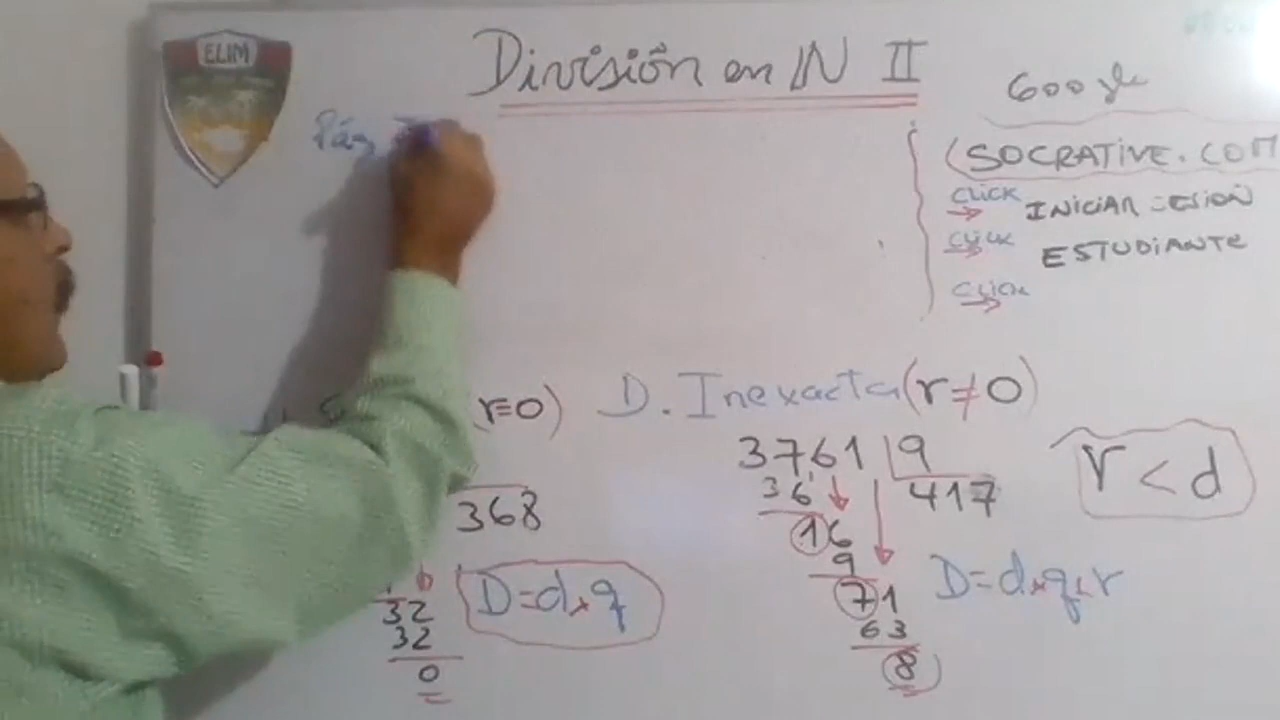 ELIM
División en IN II
Google
Pág
SOCRATIVE.COM
CLICK INICIAR SESIÓN
CLICK ESTUDIANTE
CLICK
r=0)
D. Inexacta (r≠0)
3761 9
36 417
16
9
71
63
8
r < d
368
32
32
0
D=d×q
D=d×q+r